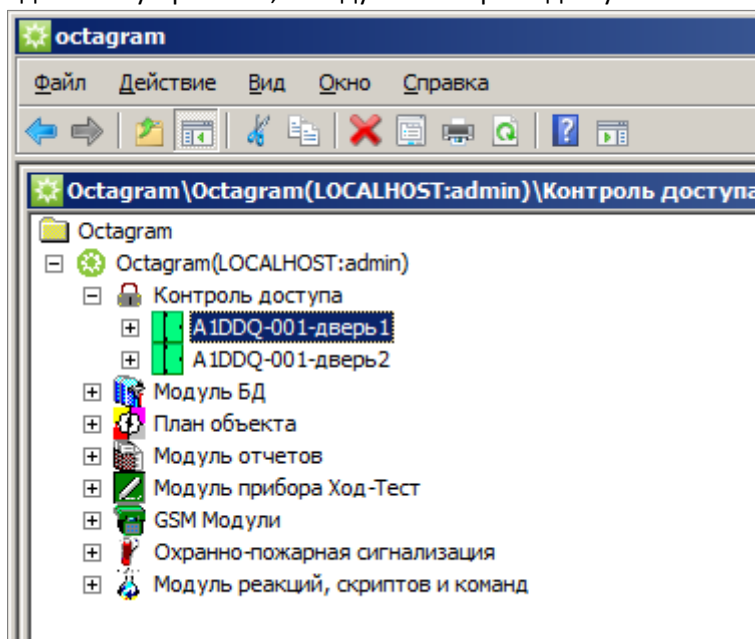 octagram
Файл Действие Вид Окно Справка
Octagram\Octagram(LOCALHOST:admin)\Контроль доступа
Octagram
Octagram(LOCALHOST:admin)
Контроль доступа
A1DDQ-001-дверь1
A1DDQ-001-дверь2
Модуль БД
План объекта
Модуль отчетов
Модуль прибора Ход-Тест
GSM Модули
Охранно-пожарная сигнализация
Модуль реакций, скриптов и команд